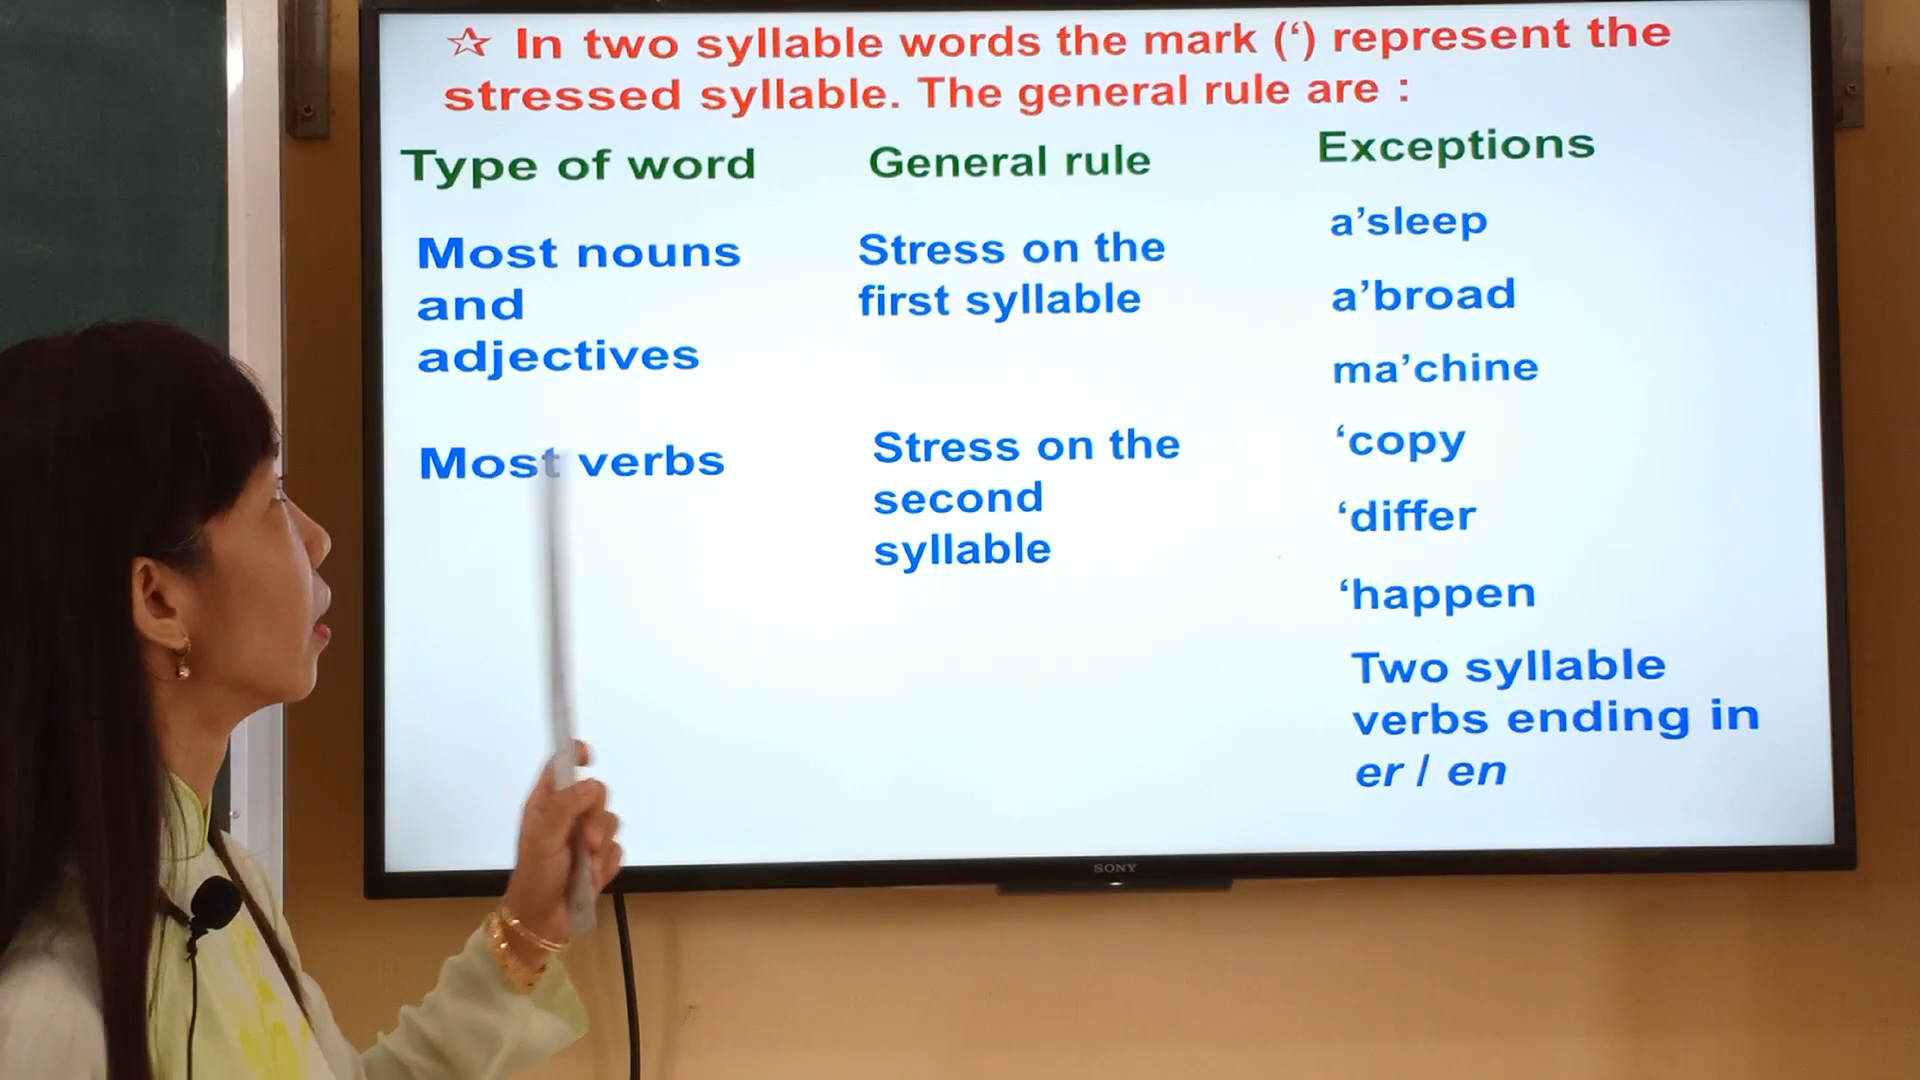 ☆ In two syllable words the mark (‘) represent the
stressed syllable. The general rule are :
Type of word
General rule
Exceptions
Most nouns
and
adjectives
Stress on the
first syllable
a’sleep
a’broad
ma’chine
Most verbs
Stress on the
second
syllable
‘copy
‘differ
‘happen
Two syllable
verbs ending in
er / en
SONY